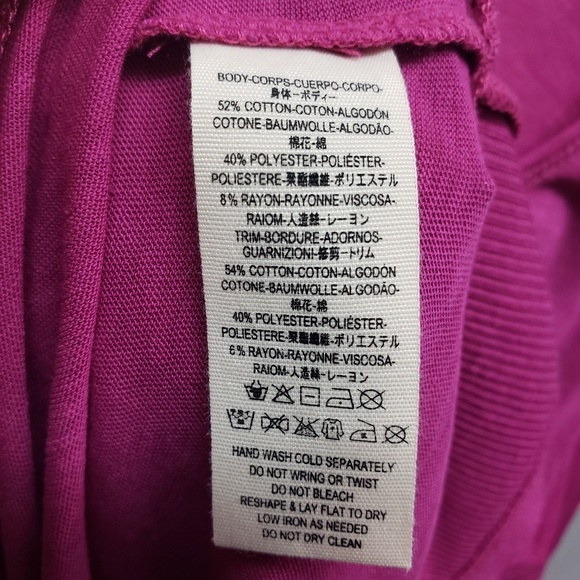 BODY-CORPS-CUERPO-CORPO-
身体-ボディー-
52% COTTON-COTON-ALGODÓN
COTONE-BAUMWOLLE-ALGODÃO-
棉花-綿
40% POLYESTER-POLIÉSTER-
POLIESTERE-聚酯纖維-ポリエステル
8% RAYON-RAYONNE-VISCOSA-
RAIOM-人造絲-レーヨン
TRIM-BORDURE-ADORNOS-
GUARNIZIONI-修剪-トリム
54% COTTON-COTON-ALGODÓN
COTONE-BAUMWOLLE-ALGODÃO-
棉花-綿
40% POLYESTER-POLIÉSTER-
POLIESTERE-聚酯纖維-ポリエステル
6% RAYON-RAYONNE-VISCOSA-
RAIOM-人造絲-レーヨン
HAND WASH COLD SEPARATELY
DO NOT WRING OR TWIST
DO NOT BLEACH
RESHAPE & LAY FLAT TO DRY
LOW IRON AS NEEDED
DO NOT DRY CLEAN